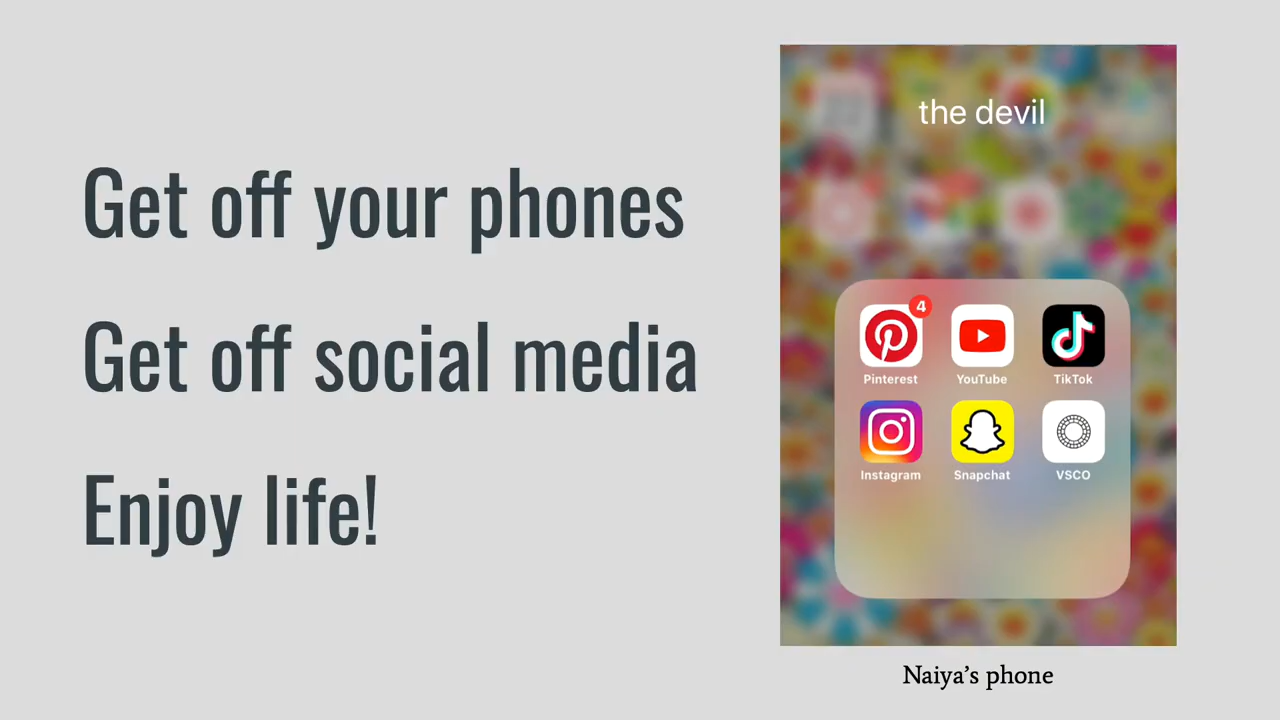 Get off your phones
Get off social media
Enjoy life!
the devil
4
Pinterest YouTube TikTok
Instagram Snapchat VSCO
Naiya's phone